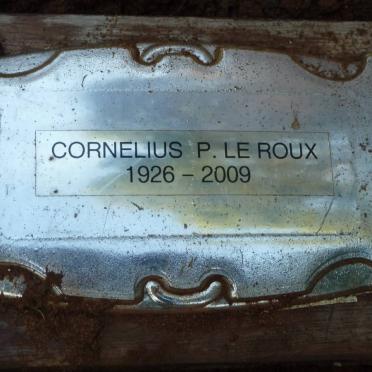 CORNELIUS P. LE ROUX
1926 – 2009